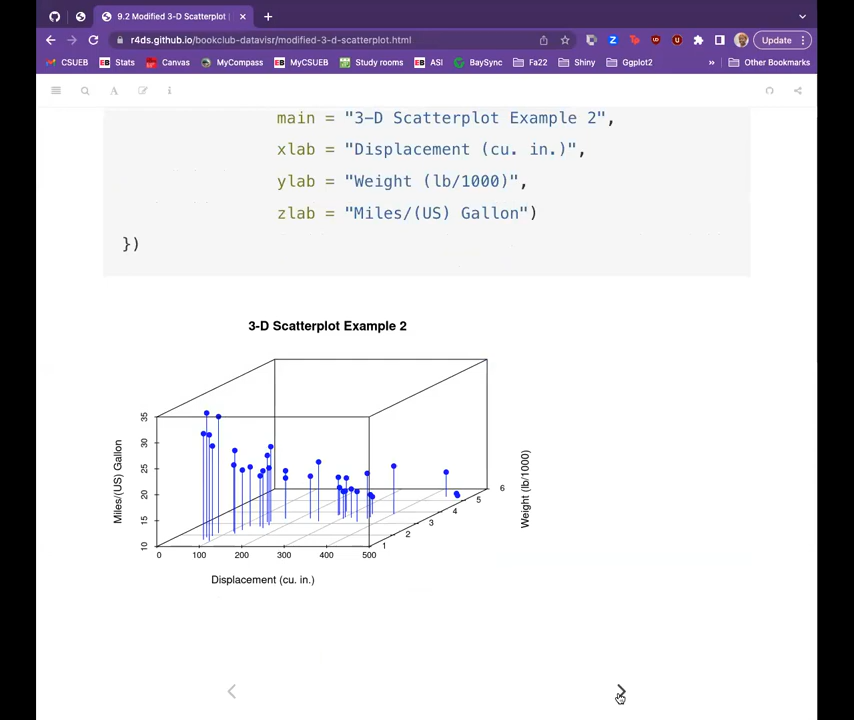 9.2 Modified 3-D Scatterplot |
r4ds.github.io/bookclub-datavisr/modified-3-d-scatterplot.html
Update
CSUEB Stats Canvas MyCompass MyCSUEB Study rooms ASI BaySync Fa22 Shiny Ggplot2 » Other Bookmarks
main = "3-D Scatterplot Example 2",
xlab = "Displacement (cu. in.)",
ylab = "Weight (lb/1000)",
zlab = "Miles/(US) Gallon")
})
3-D Scatterplot Example 2
35
30
25
20
15
10
Miles/(US) Gallon
0 100 200 300 400 500
Displacement (cu. in.)
1 2 3 4 5 6
Weight (lb/1000)